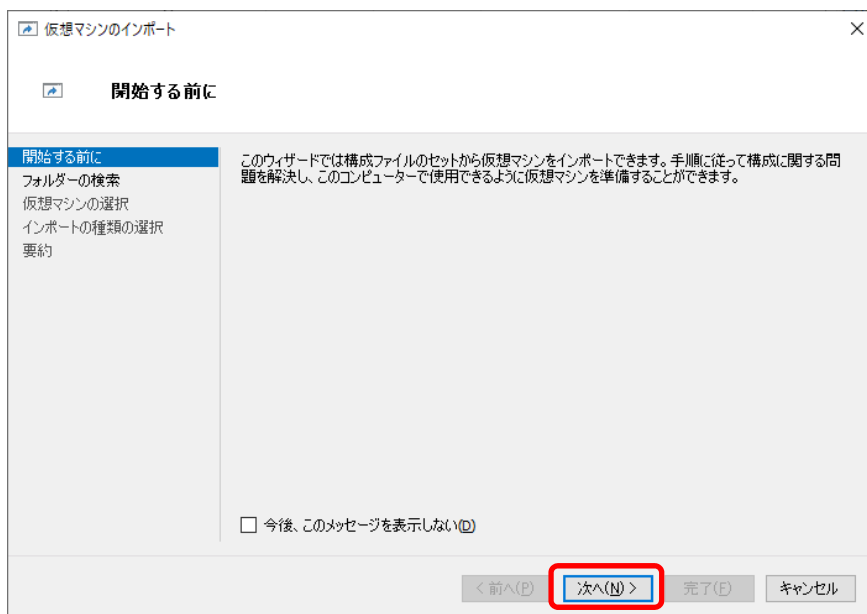 仮想マシンのインポート
開始する前に
開始する前に
フォルダーの検索
仮想マシンの選択
インポートの種類の選択
要約
このウィザードでは構成ファイルのセットから仮想マシンをインポートできます。手順に従って構成に関する問
題を解決し、このコンピューターで使用できるように仮想マシンを準備することができます。
今後、このメッセージを表示しない(D)
< 前へ(P)
次へ(N) >
完了(F)
キャンセル